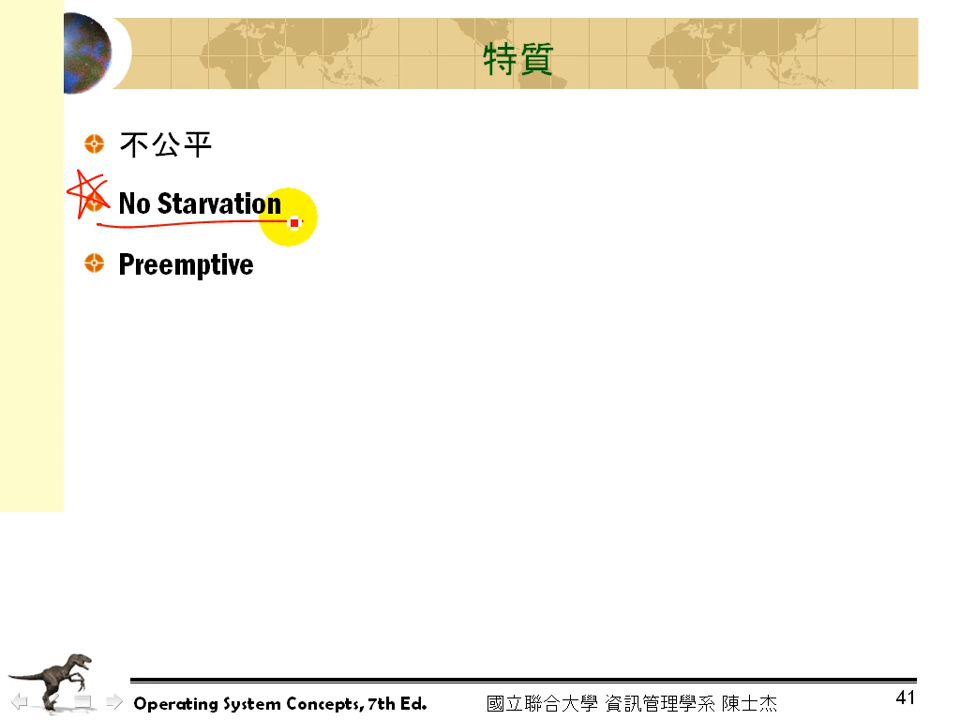 特質
不公平
No Starvation
Preemptive
Operating System Concepts, 7th Ed.
國立聯合大學 資訊管理學系 陳士杰
41